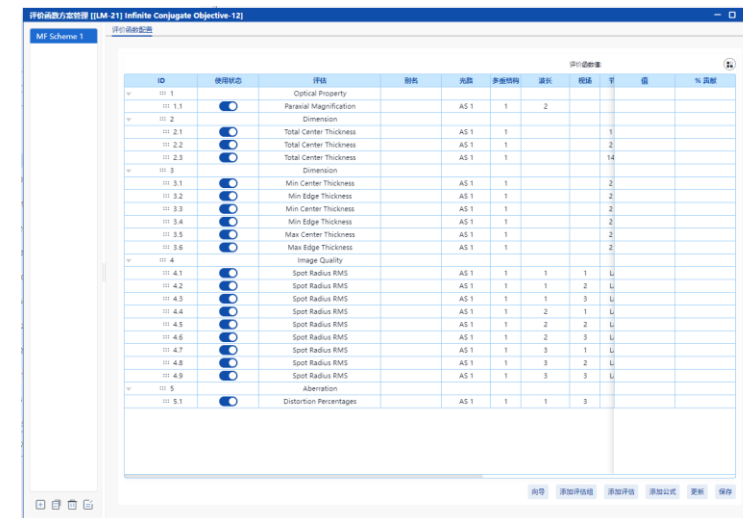 评价函数方案管理 [[LM-21] Infinite Conjugate Objective-12]
MF Scheme 1
评价函数配置
评价函数值:
ID 使用状态 评估 别名 光路 多重结构 波长 视场 值 % 贡献
1 Optical Property
1.1 Paraxial Magnification AS 1 1 2
2 Dimension
2.1 Total Center Thickness AS 1 1 1
2.2 Total Center Thickness AS 1 1 2
2.3 Total Center Thickness AS 1 1 14
3 Dimension
3.1 Min Center Thickness AS 1 1 2
3.2 Min Edge Thickness AS 1 1 2
3.3 Min Center Thickness AS 1 1 2
3.4 Min Edge Thickness AS 1 1 2
3.5 Max Center Thickness AS 1 1 2
3.6 Max Edge Thickness AS 1 1 2
4 Image Quality
4.1 Spot Radius RMS AS 1 1 1 1
4.2 Spot Radius RMS AS 1 1 1 2
4.3 Spot Radius RMS AS 1 1 1 3
4.4 Spot Radius RMS AS 1 1 2 1
4.5 Spot Radius RMS AS 1 1 2 2
4.6 Spot Radius RMS AS 1 1 2 3
4.7 Spot Radius RMS AS 1 1 3 1
4.8 Spot Radius RMS AS 1 1 3 2
4.9 Spot Radius RMS AS 1 1 3 3
5 Aberration
5.1 Distortion Percentages AS 1 1 1 3
向导 添加评估组 添加评估 添加公式 更新 保存